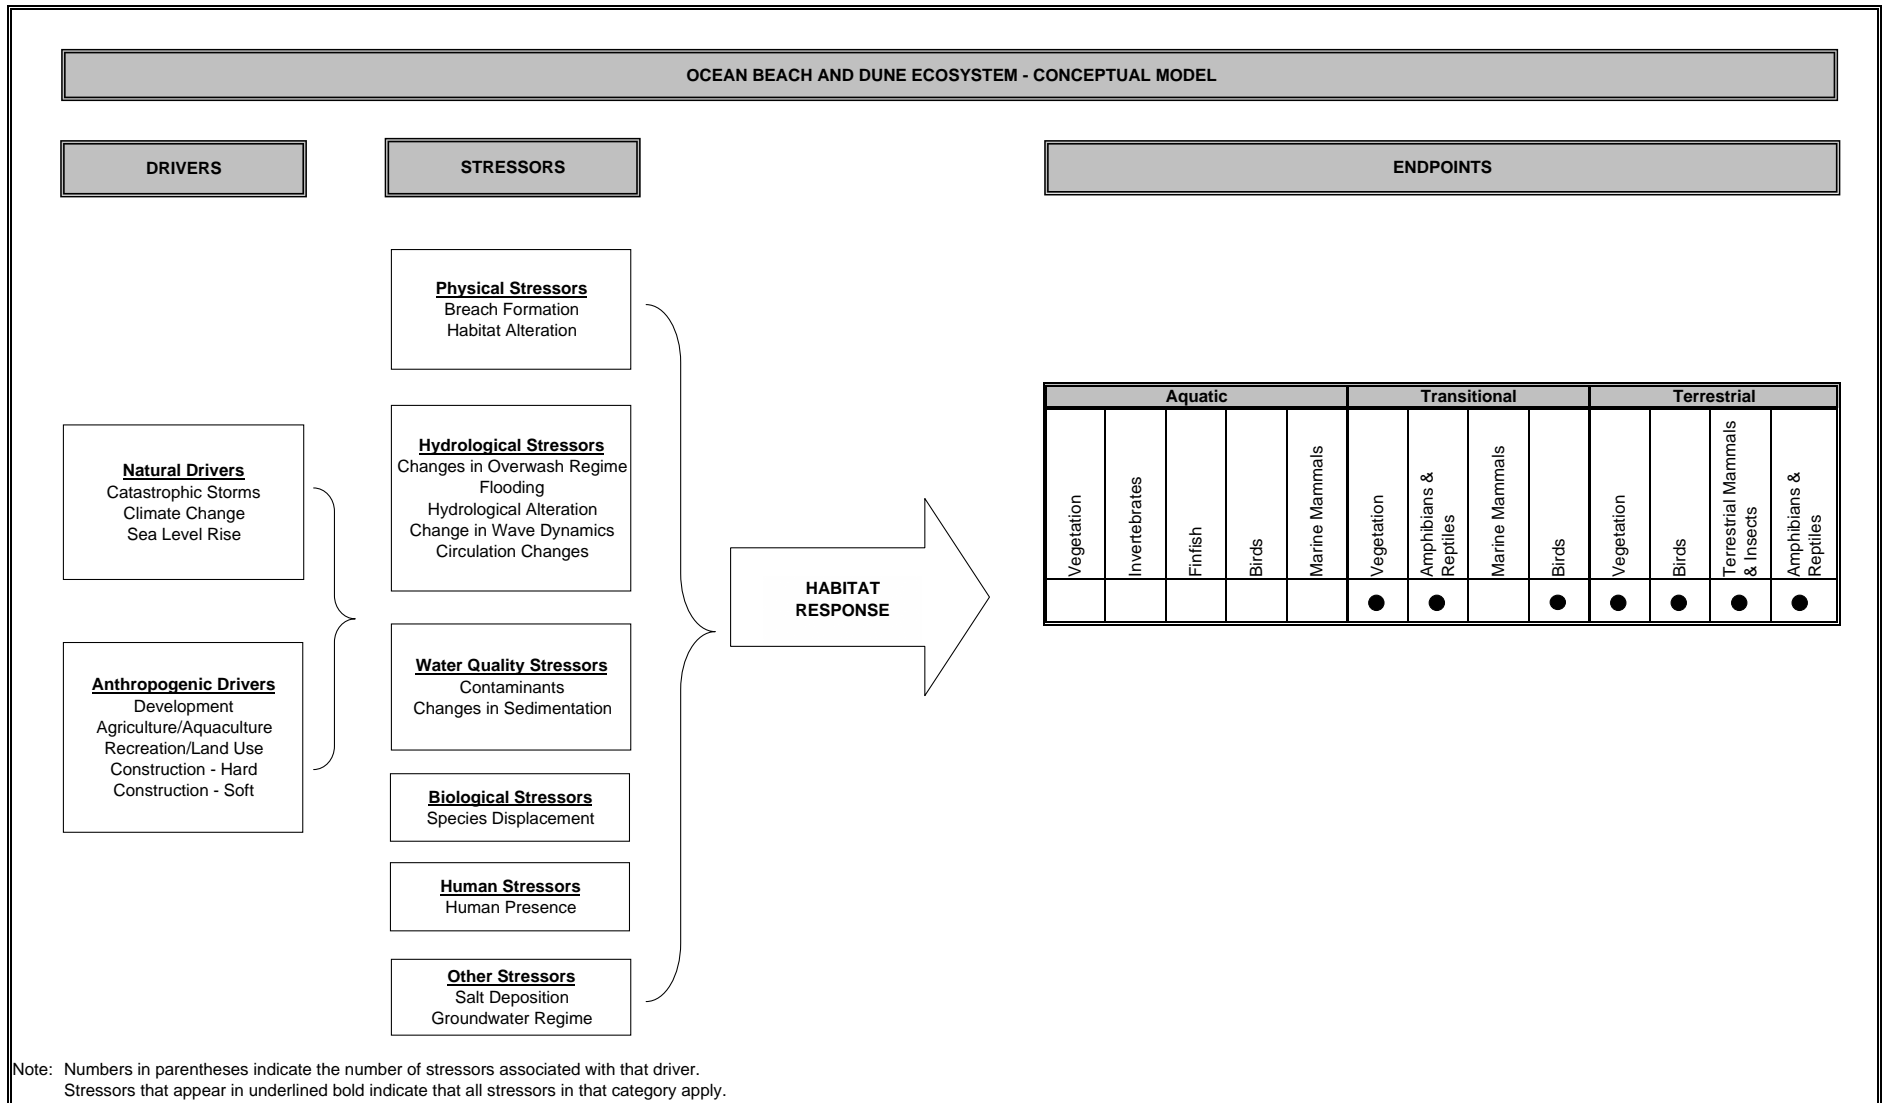 OCEAN BEACH AND DUNE ECOSYSTEM - CONCEPTUAL MODEL
DRIVERS
STRESSORS
ENDPOINTS
Natural Drivers
Catastrophic Storms
Climate Change
Sea Level Rise
Anthropogenic Drivers
Development
Agriculture/Aquaculture
Recreation/Land Use
Construction - Hard
Construction - Soft
Physical Stressors
Breach Formation
Habitat Alteration
Hydrological Stressors
Changes in Overwash Regime
Flooding
Hydrological Alteration
Change in Wave Dynamics
Circulation Changes
Water Quality Stressors
Contaminants
Changes in Sedimentation
Biological Stressors
Species Displacement
Human Stressors
Human Presence
Other Stressors
Salt Deposition
Groundwater Regime
HABITAT
RESPONSE
Aquatic
Transitional
Terrestrial
Vegetation
Invertebrates
Finfish
Birds
Marine Mammals
Vegetation
Amphibians &
Reptiles
Marine Mammals
Birds
Vegetation
Birds
Terrestrial Mammals
& Insects
Amphibians &
Reptiles
Note: Numbers in parentheses indicate the number of stressors associated with that driver.
Stressors that appear in underlined bold indicate that all stressors in that category apply.